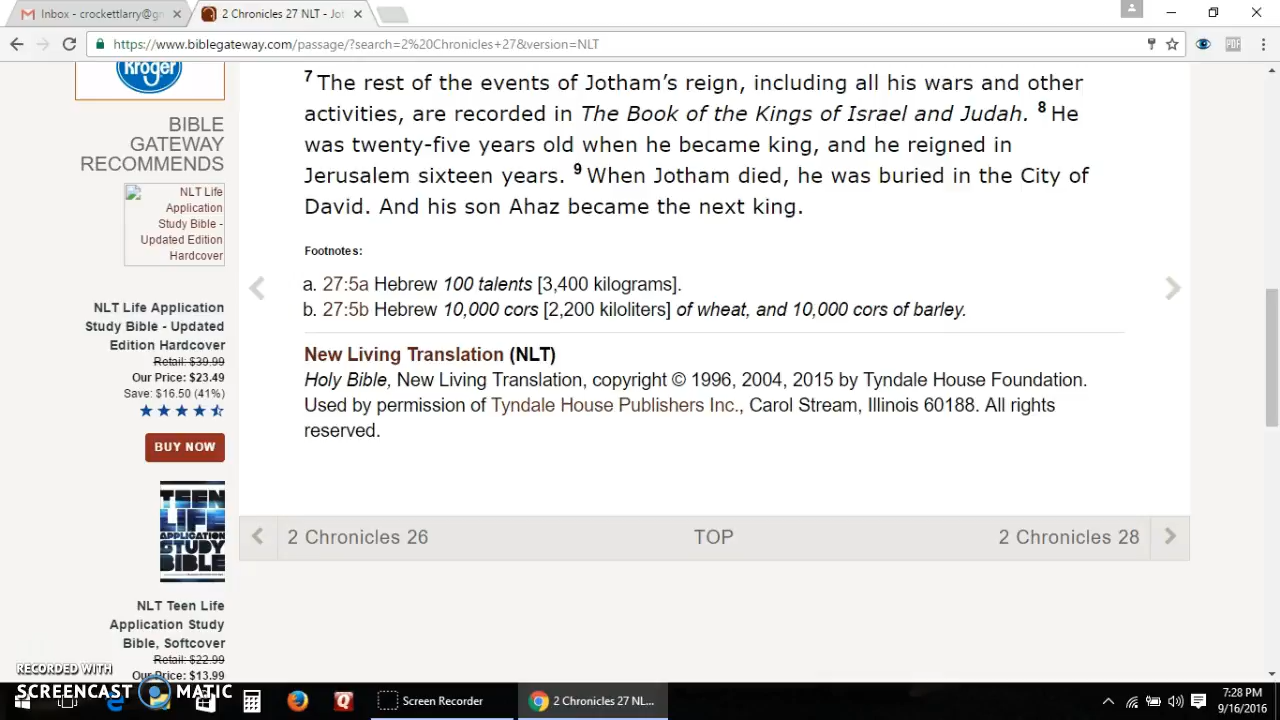 Inbox - crockettlarry@gr
2 Chronicles 27 NLT - Jot
https://www.biblegateway.com/passage/?search=2%20Chronicles+27&version=NLT
PDF
Kroger
BIBLE
GATEWAY
RECOMMENDS
NLT Life
Application
Study Bible -
Updated Edition
Hardcover
NLT Life Application
Study Bible - Updated
Edition Hardcover
Retail: $39.99
Our Price: $23.49
Save: $16.50 (41%)
BUY NOW
TEEN
LIFE
APPLICATION
STUDY
BIBLE
NLT Teen Life
Application Study
Bible, Softcover
Retail: $22.99
Our Price: $13.99
7 The rest of the events of Jotham's reign, including all his wars and other
activities, are recorded in The Book of the Kings of Israel and Judah. 8 He
was twenty-five years old when he became king, and he reigned in
Jerusalem sixteen years. 9 When Jotham died, he was buried in the City of
David. And his son Ahaz became the next king.
Footnotes:
a. 27:5a Hebrew 100 talents [3,400 kilograms].
b. 27:5b Hebrew 10,000 cors [2,200 kiloliters] of wheat, and 10,000 cors of barley.
New Living Translation (NLT)
Holy Bible, New Living Translation, copyright © 1996, 2004, 2015 by Tyndale House Foundation.
Used by permission of Tyndale House Publishers Inc., Carol Stream, Illinois 60188. All rights
reserved.
2 Chronicles 26 TOP 2 Chronicles 28
RECORDED WITH
SCREENCAST MATIC
Screen Recorder
2 Chronicles 27 NL...
7:28 PM
9/16/2016